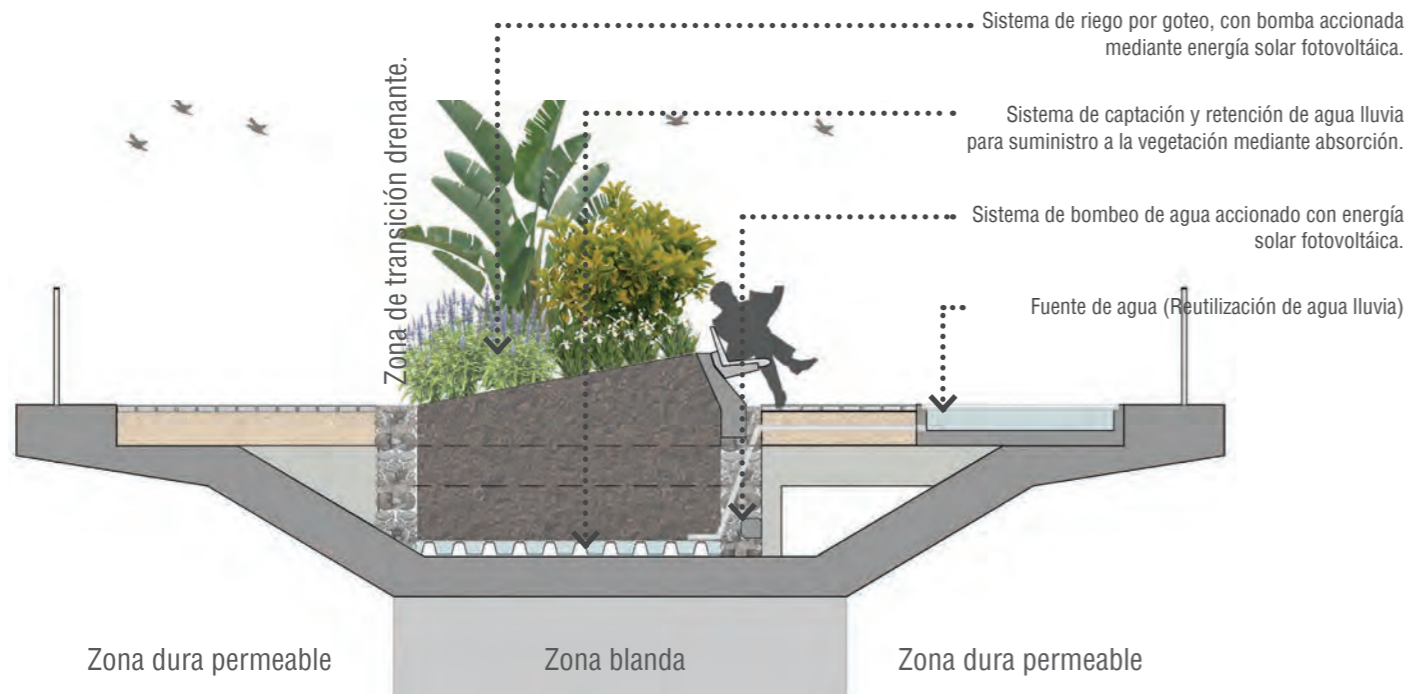 Sistema de riego por goteo, con bomba accionada
mediante energía solar fotovoltáica.
Zona de transición drenante.
Sistema de captación y retención de agua lluvia
para suministro a la vegetación mediante absorción.
Sistema de bombeo de agua accionado con energía
solar fotovoltáica.
Fuente de agua (Reutilización de agua lluvia)
Zona dura permeable
Zona blanda
Zona dura permeable